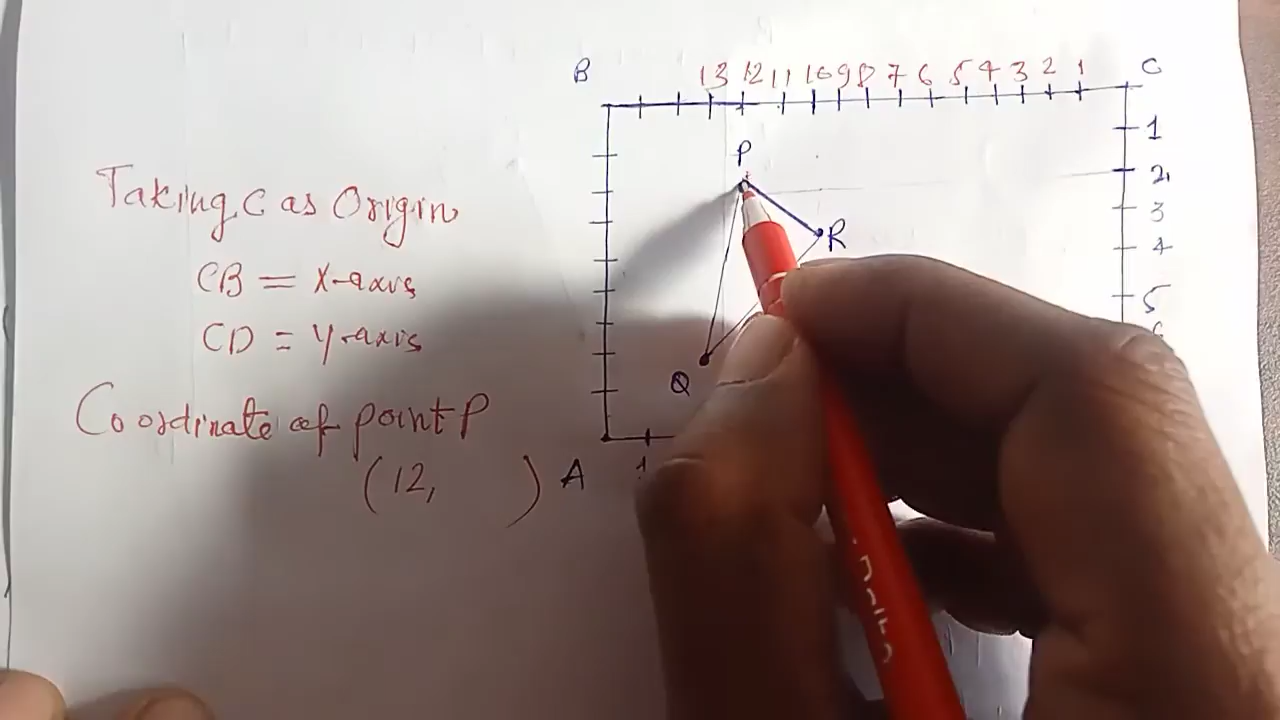 B 13 12 11 10 9 8 7 6 5 4 3 2 1 C
1
P
2
Taking C as Origin
3
R
4
CB = X-axis
5
CD = Y-axis
Q
Coordinate of point P
(12, )
A
1